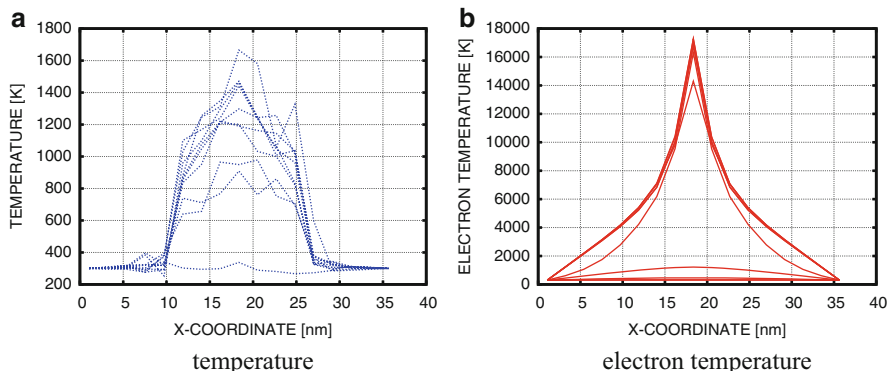 a
1800
1600
1400
1200
1000
800
600
400
200
TEMPERATURE [K]
0 5 10 15 20 25 30 35 40
X-COORDINATE [nm]
temperature
b
18000
16000
14000
12000
10000
8000
6000
4000
2000
0
ELECTRON TEMPERATURE [K]
0 5 10 15 20 25 30 35 40
X-COORDINATE [nm]
electron temperature